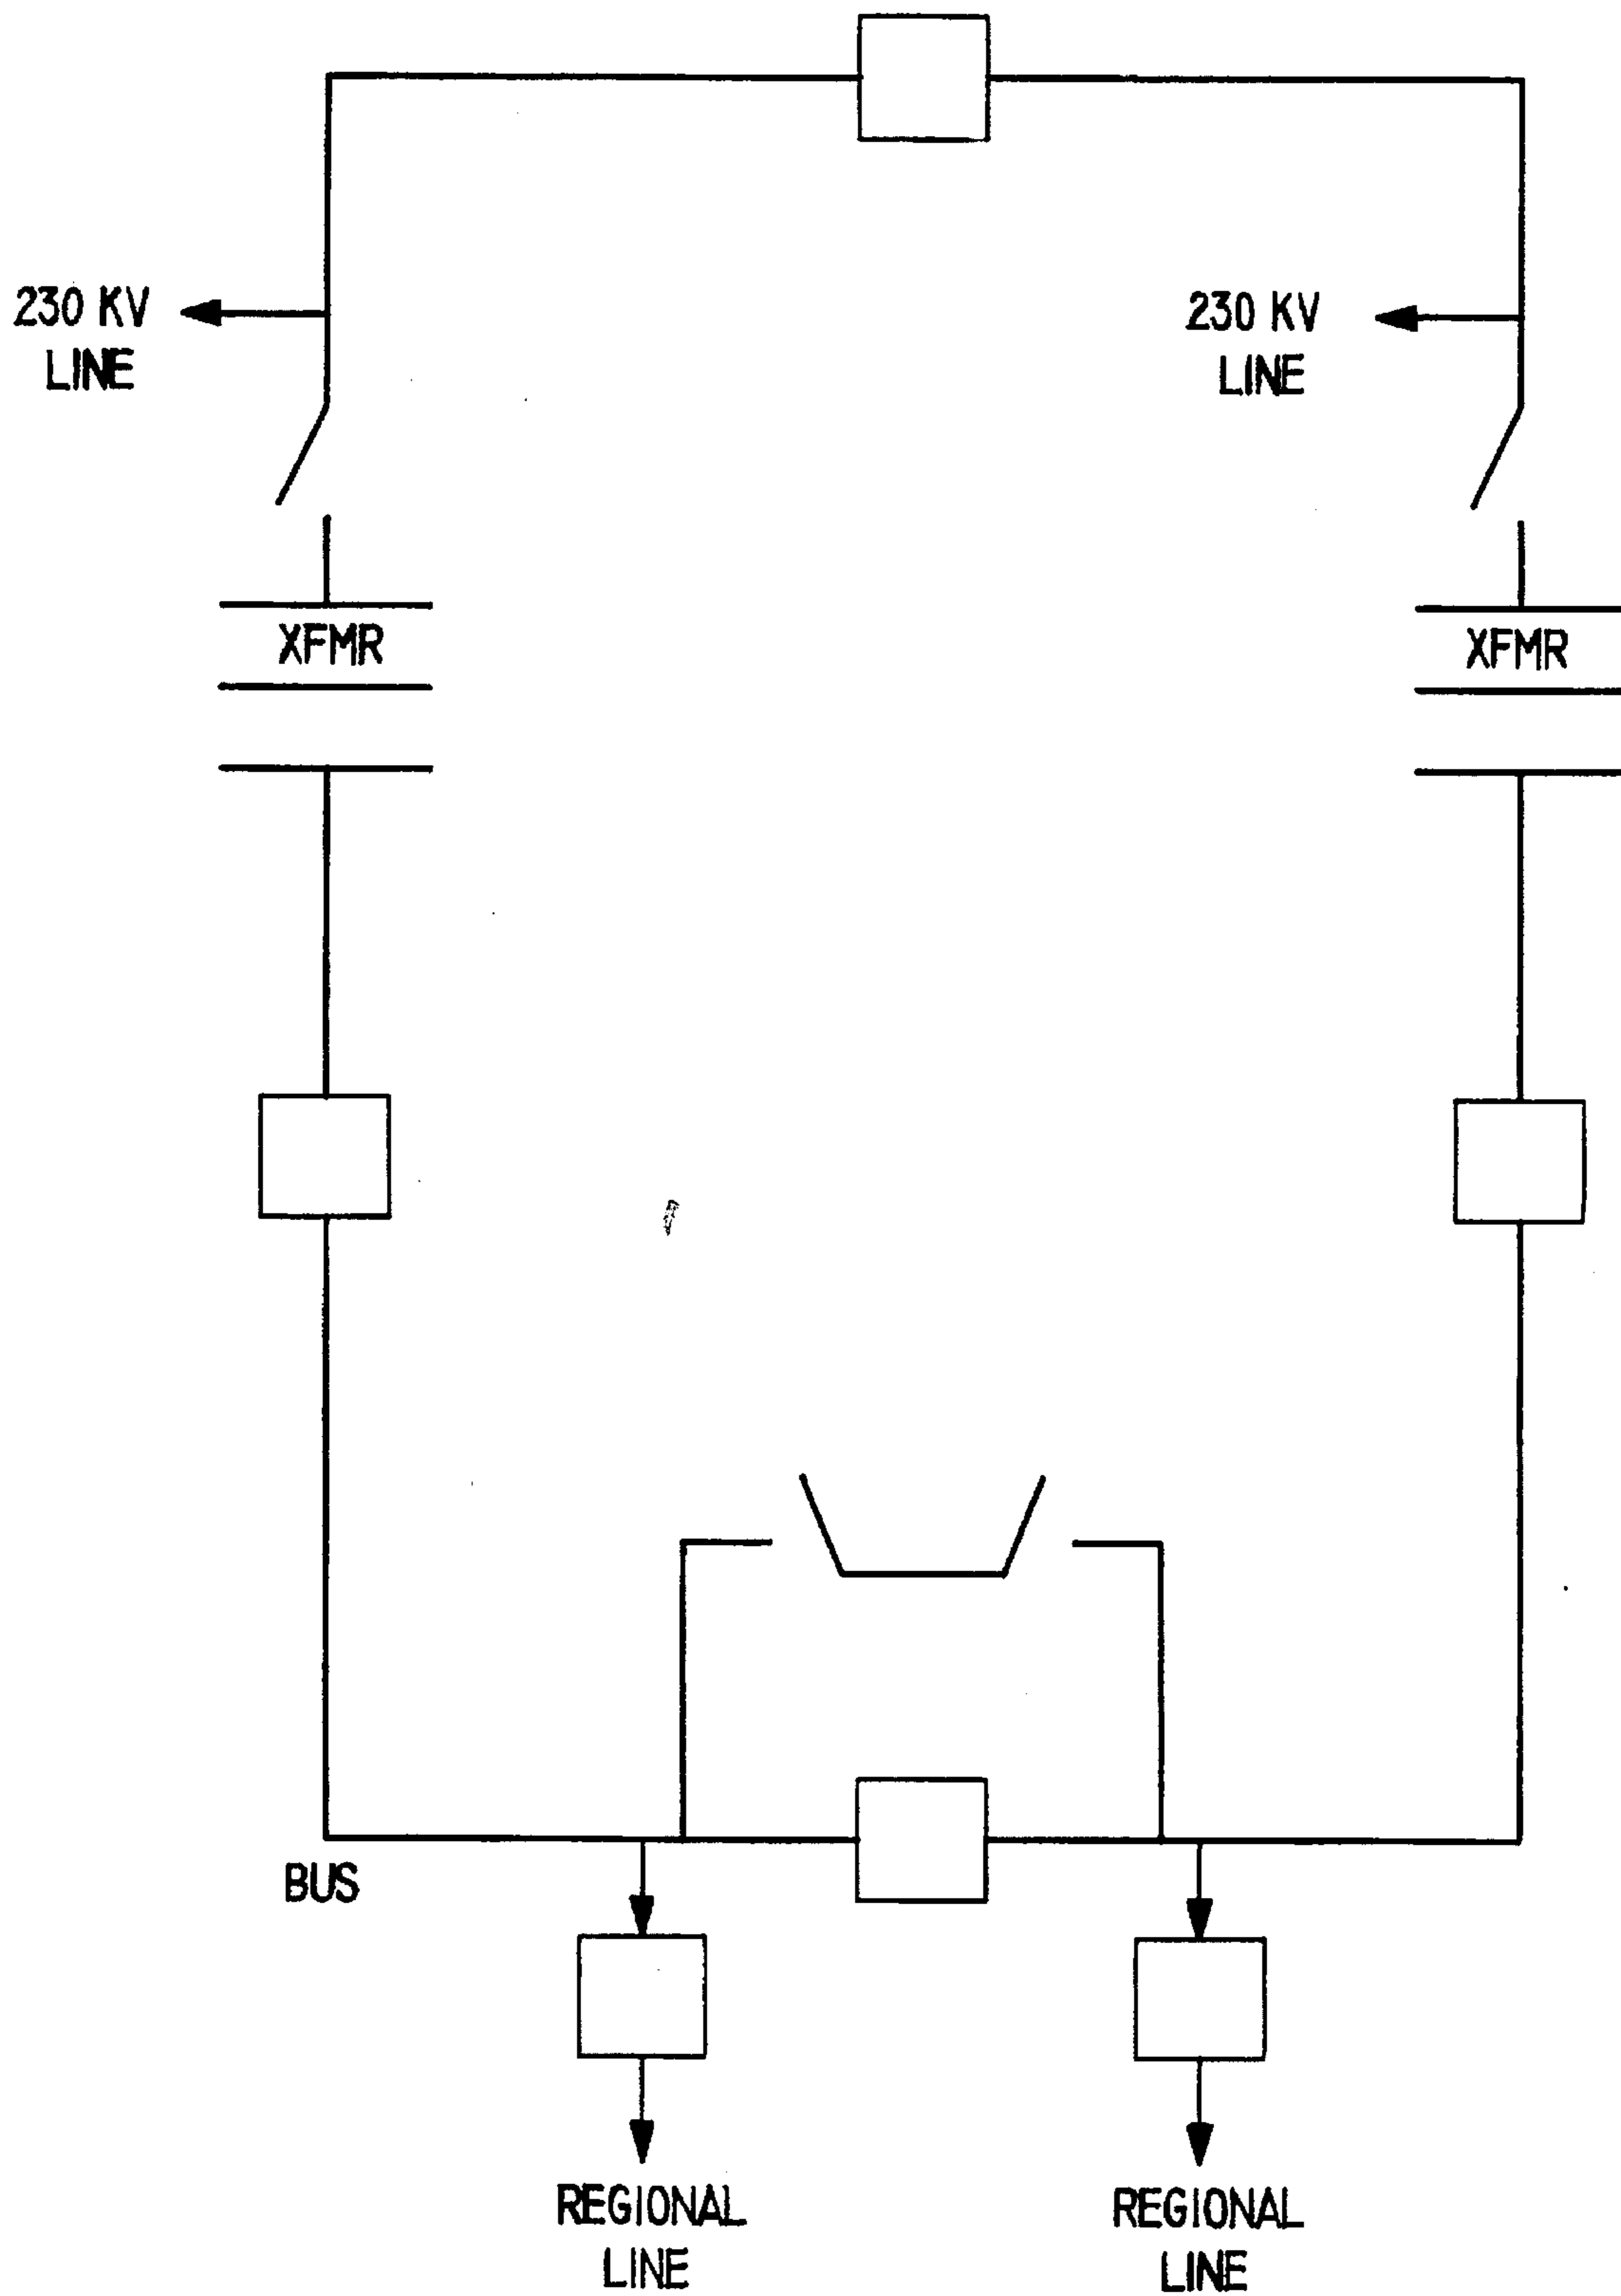 230 KV
LINE
230 KV
LINE
XFMR
XFMR
BUS
REGIONAL
LINE
REGIONAL
LINE